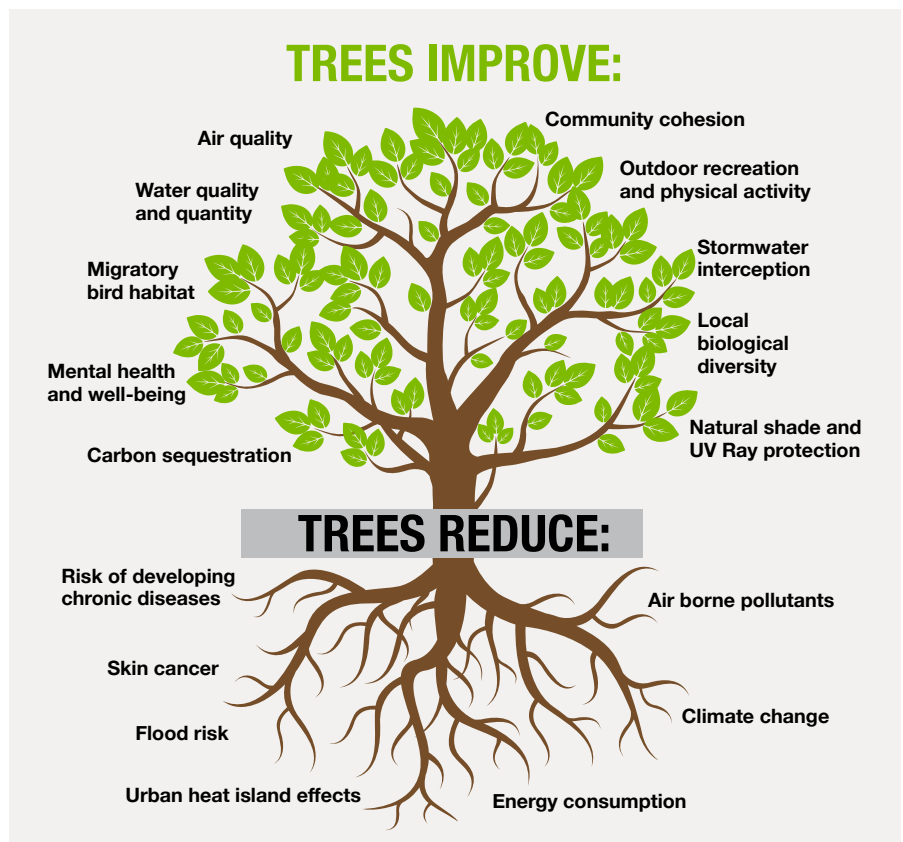 TREES IMPROVE:
Community cohesion
Air quality
Outdoor recreation
and physical activity
Water quality
and quantity
Stormwater
interception
Migratory
bird habitat
Local
biological
diversity
Mental health
and well-being
Natural shade and
UV Ray protection
Carbon sequestration
TREES REDUCE:
Risk of developing
chronic diseases
Air borne pollutants
Skin cancer
Climate change
Flood risk
Urban heat island effects
Energy consumption